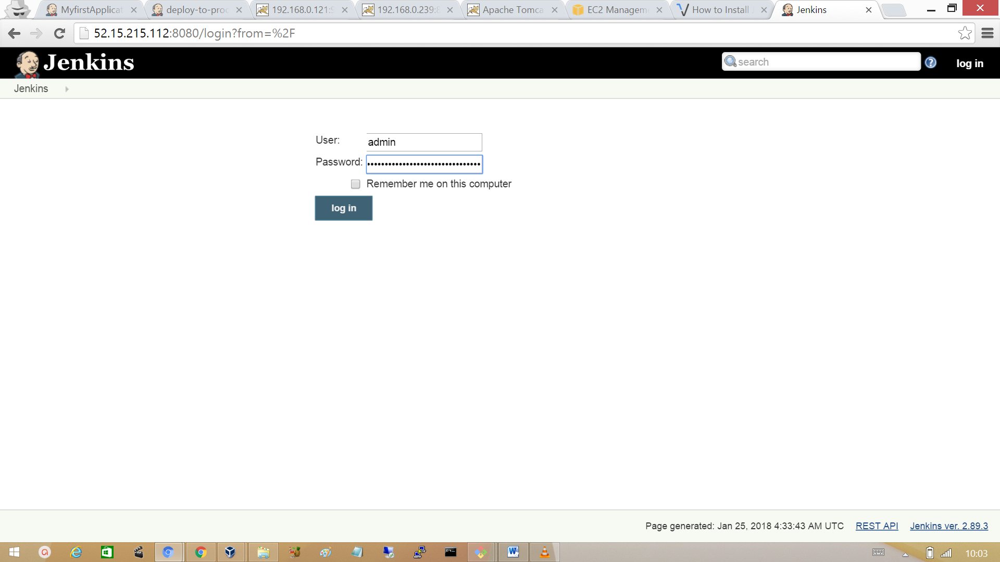 MyfirstApplicat
deploy-to-proc
192.168.0.121:9
192.168.0.239:8
Apache Tomca
EC2 Managem
How to Install J
Jenkins
52.15.215.112:8080/login?from=%2F
Jenkins
search
log in
Jenkins
User:
admin
Password:
Remember me on this computer
log in
Page generated: Jan 25, 2018 4:33:43 AM UTC
REST API
Jenkins ver. 2.89.3
10:03